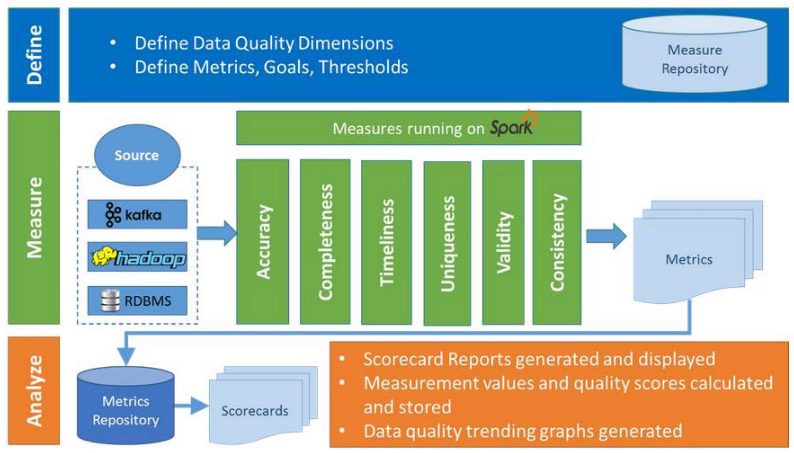 Define
• Define Data Quality Dimensions
• Define Metrics, Goals, Thresholds
Measure
Repository
Measure
Source
kafka
hadoop
RDBMS
Measures running on Spark
Accuracy
Completeness
Timeliness
Uniqueness
Validity
Consistency
Metrics
Analyze
Metrics
Repository
Scorecards
• Scorecard Reports generated and displayed
• Measurement values and quality scores calculated
and stored
• Data quality trending graphs generated